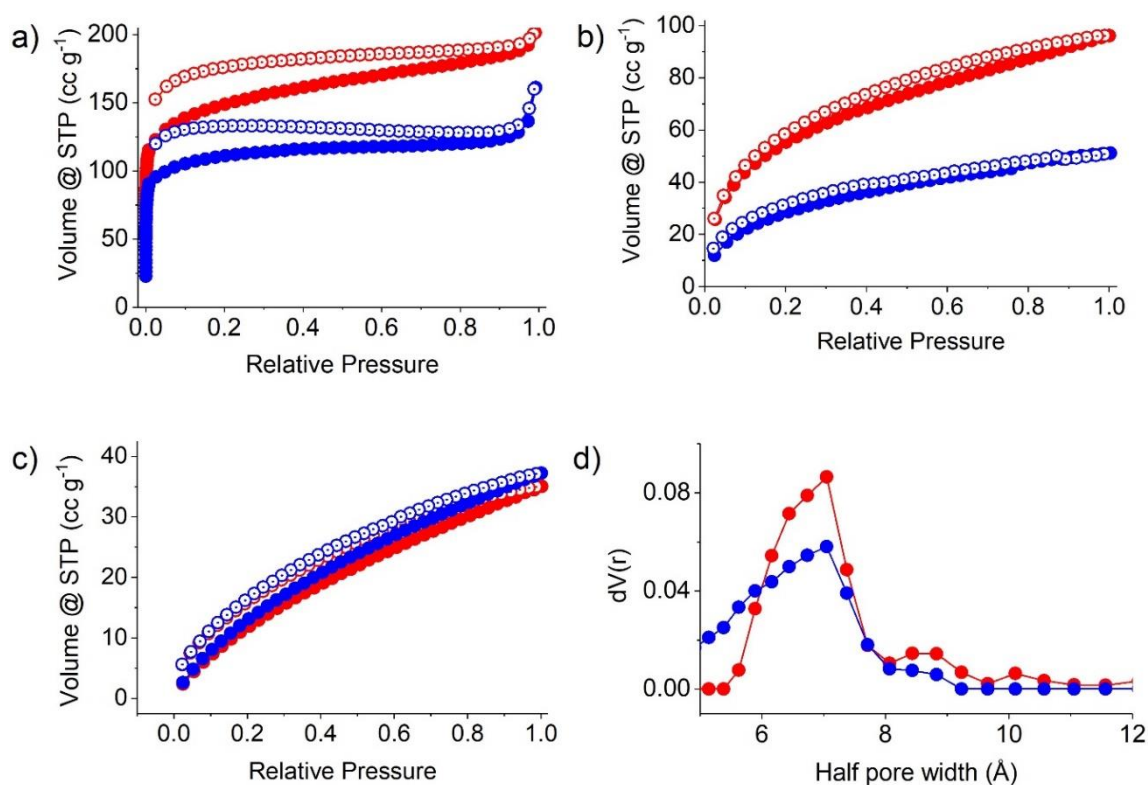 a)
Volume @ STP (cc g⁻¹)
200
150
100
50
0
0.0 0.2 0.4 0.6 0.8 1.0
Relative Pressure
b)
Volume @ STP (cc g⁻¹)
100
80
60
40
20
0
0.0 0.2 0.4 0.6 0.8 1.0
Relative Pressure
c)
Volume @ STP (cc g⁻¹)
40
30
20
10
0
0.0 0.2 0.4 0.6 0.8 1.0
Relative Pressure
d)
dV(r)
0.08
0.04
0.00
6 8 10 12
Half pore width (Å)